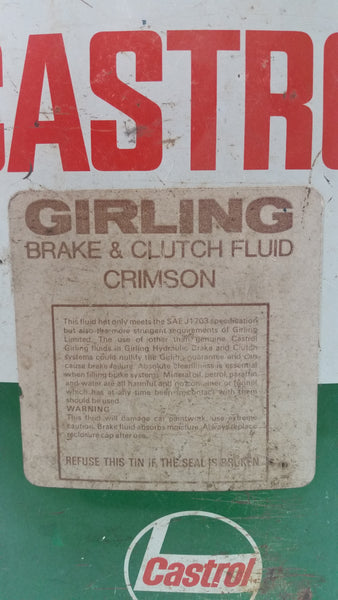 CASTRO
GIRLING
BRAKE & CLUTCH FLUID
CRIMSON
This fluid not only meets the SAE J1703 specification
but also the more stringent requirements of Girling
Limited. The use of other than genuine Castrol
Girling fluids in Girling Hydraulic Brake and Clutch
systems could nullify the Girling guarantee and can
cause brake failure. Absolute cleanliness is essential
when filling brake systems. Mineral oil, petrol, paraffin
and water are all harmful and no container or funnel
which has at any time been in contact with them
should be used.
WARNING
This fluid will damage car paintwork, use extreme
caution. Brake fluid absorbs moisture. Always replace
reclosure cap after use.
REFUSE THIS TIN IF THE SEAL IS BROKEN
Castrol